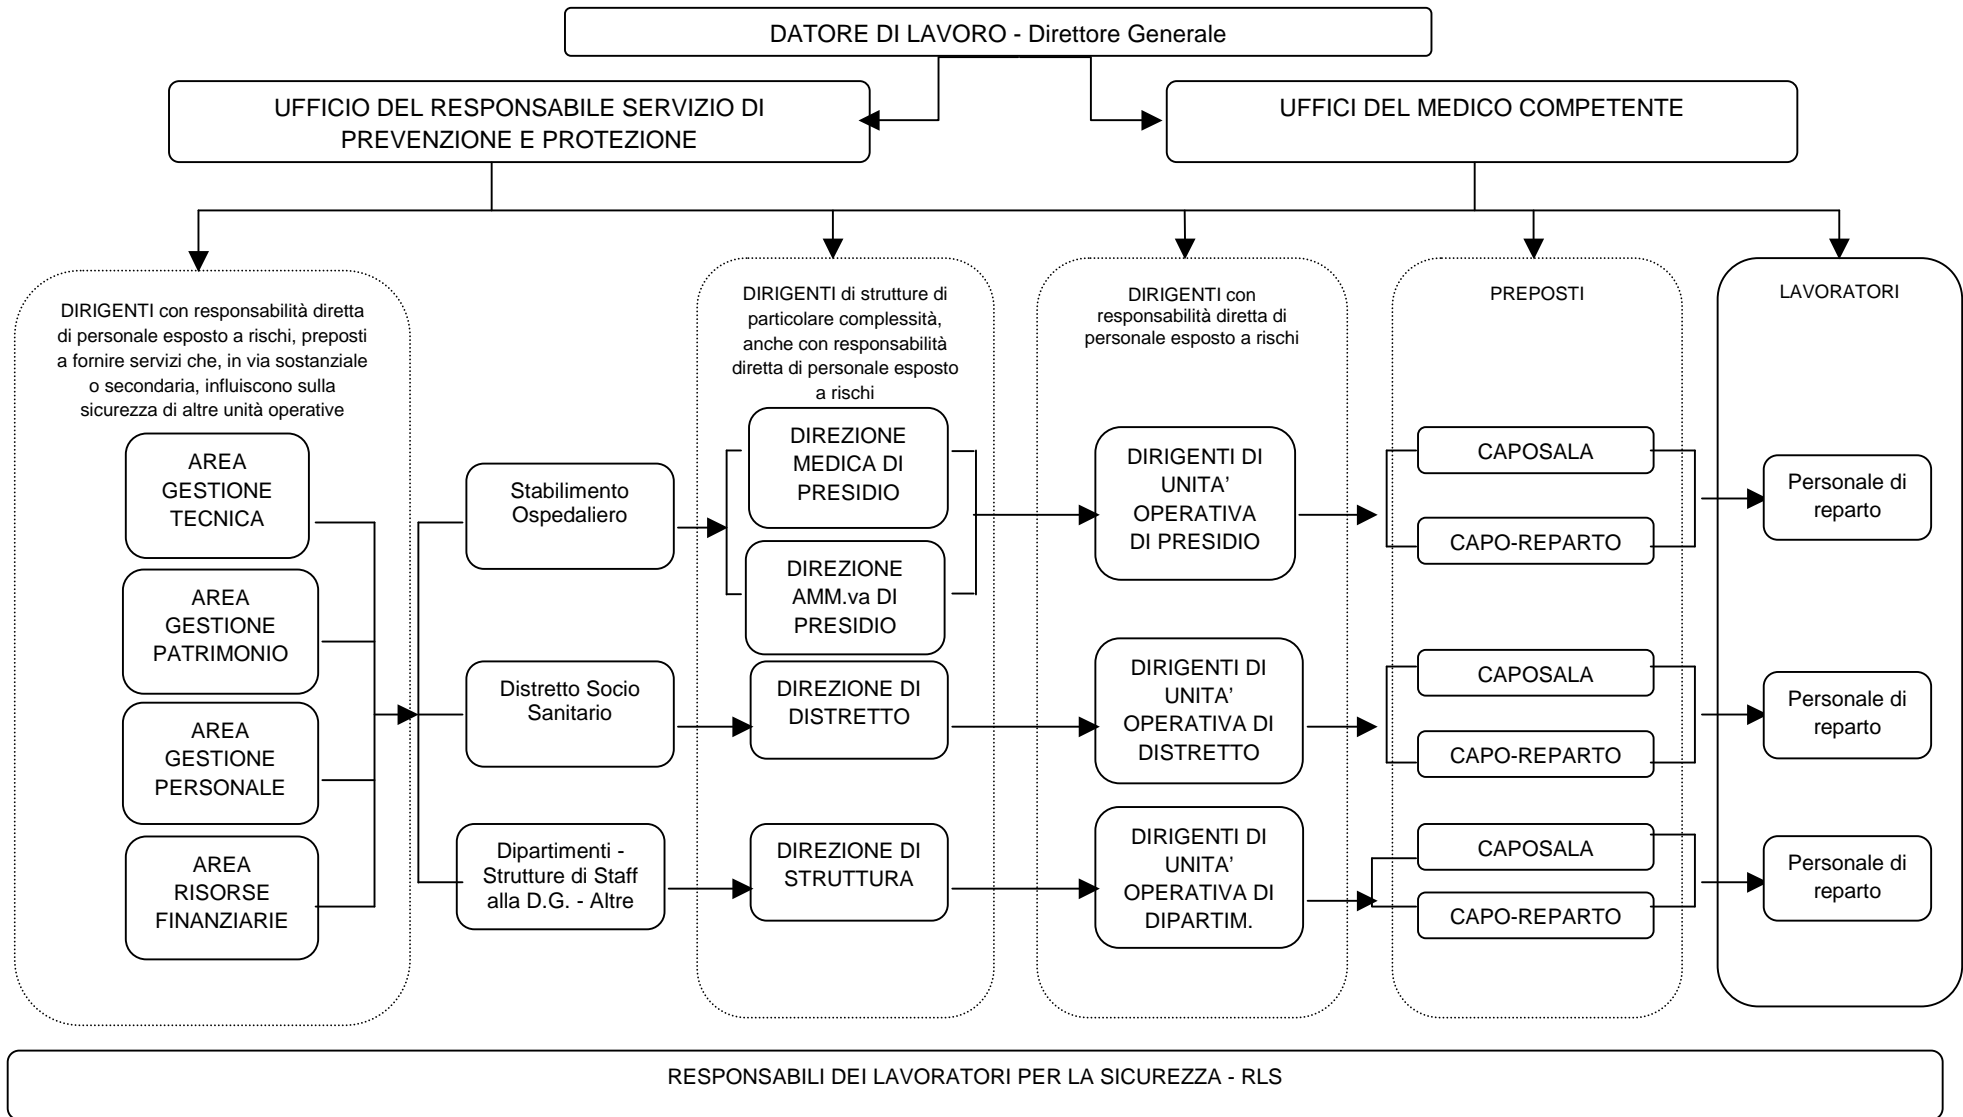 DATORE DI LAVORO - Direttore Generale
UFFICIO DEL RESPONSABILE SERVIZIO DI
PREVENZIONE E PROTEZIONE
UFFICI DEL MEDICO COMPETENTE
DIRIGENTI con responsabilità diretta
di personale esposto a rischi, preposti
a fornire servizi che, in via sostanziale
o secondaria, influiscono sulla
sicurezza di altre unità operative
AREA
GESTIONE
TECNICA
AREA
GESTIONE
PATRIMONIO
AREA
GESTIONE
PERSONALE
AREA
RISORSE
FINANZIARIE
Stabilimento
Ospedaliero
Distretto Socio
Sanitario
Dipartimenti -
Strutture di Staff
alla D.G. - Altre
DIRIGENTI di strutture di
particolare complessità,
anche con responsabilità
diretta di personale esposto
a rischi
DIREZIONE
MEDICA DI
PRESIDIO
DIREZIONE
AMM.va DI
PRESIDIO
DIREZIONE DI
DISTRETTO
DIREZIONE DI
STRUTTURA
DIRIGENTI con
responsabilità diretta di
personale esposto a rischi
DIRIGENTI DI
UNITA'
OPERATIVA
DI PRESIDIO
DIRIGENTI DI
UNITA'
OPERATIVA DI
DISTRETTO
DIRIGENTI DI
UNITA'
OPERATIVA DI
DIPARTIM.
PREPOSTI
CAPOSALA
CAPO-REPARTO
CAPOSALA
CAPO-REPARTO
CAPOSALA
CAPO-REPARTO
LAVORATORI
Personale di
reparto
Personale di
reparto
Personale di
reparto
RESPONSABILI DEI LAVORATORI PER LA SICUREZZA - RLS